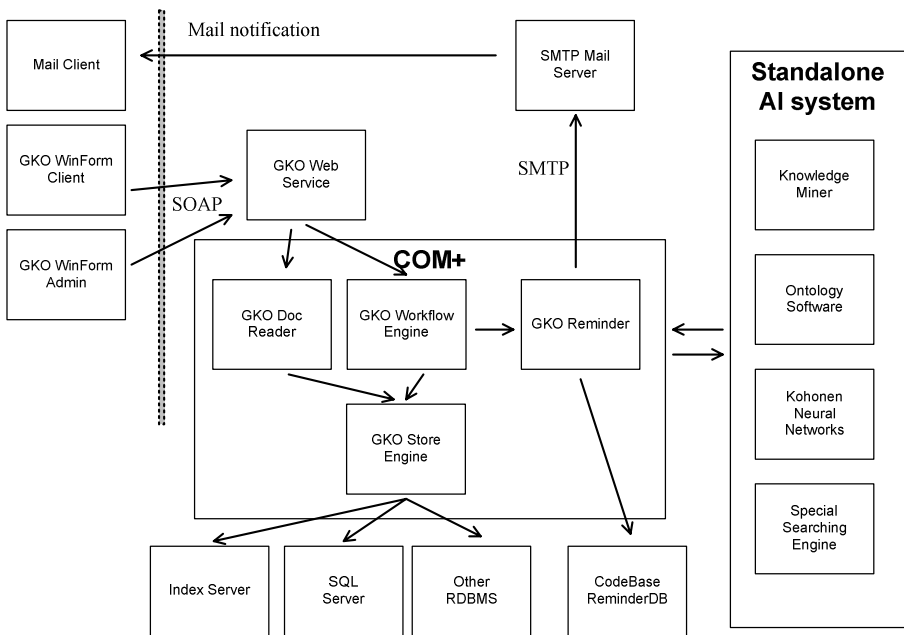 Mail notification
Mail Client
SMTP Mail
Server
Standalone
AI system
GKO WinForm
Client
GKO Web
Service
SMTP
Knowledge
Miner
SOAP
GKO WinForm
Admin
COM+
GKO Doc
Reader
GKO Workflow
Engine
GKO Reminder
Ontology
Software
Kohonen
Neural
Networks
GKO Store
Engine
Special
Searching
Engine
Index Server
SQL
Server
Other
RDBMS
CodeBase
ReminderDB